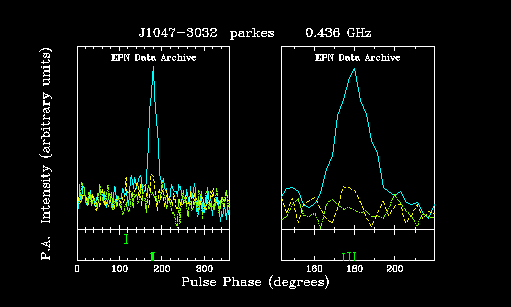 J1047-3032 parkes 0.436 GHz
EPN Data Archive EPN Data Archive
P.A. Intensity (arbitrary units)
0 100 200 300 160 180 200
Pulse Phase (degrees)